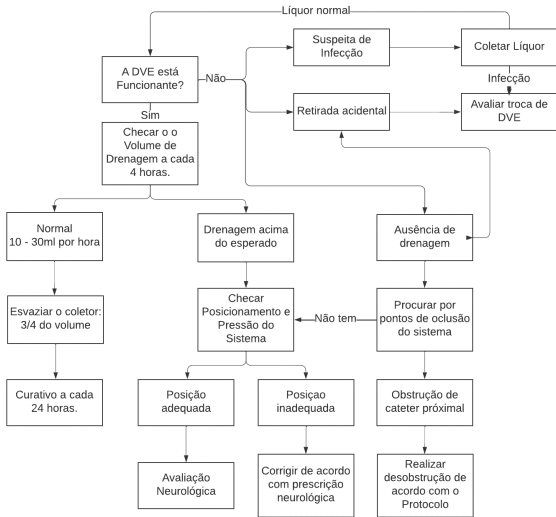 Líquor normal
A DVE está
Funcionante?
Não
Suspeita de
Infecção
Coletar Líquor
Infecção
Retirada acidental
Avaliar troca de
DVE
Sim
Checar o o
Volume de
Drenagem a cada
4 horas.
Normal
10 - 30ml por hora
Drenagem acima
do esperado
Ausência de
drenagem
Esvaziar o coletor:
3/4 do volume
Checar
Posicionamento e
Pressão do
Sistema
Não tem
Procurar por
pontos de oclusão
do sistema
Curativo a cada
24 horas.
Posição
adequada
Posiçao
inadequada
Obstrução de
cateter próximal
Avaliação
Neurológica
Corrigir de acordo
com prescrição
neurológica
Realizar
desobstrução de
acordo com o
Protocolo